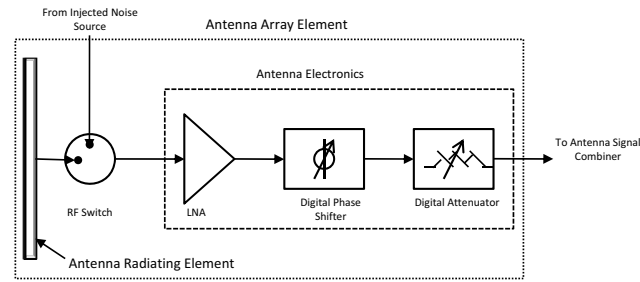 From Injected Noise
Source
Antenna Array Element
Antenna Electronics
To Antenna Signal
Combiner
RF Switch
LNA
Digital Phase
Shifter
Digital Attenuator
Antenna Radiating Element